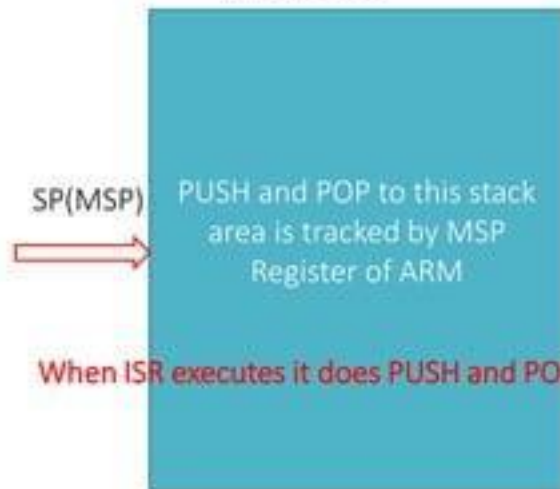 SP(MSP)
PUSH and POP to this stack
area is tracked by MSP
Register of ARM
When ISR executes it does PUSH and PO